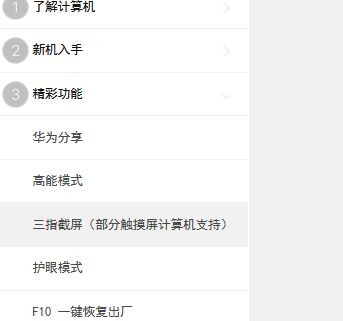 1 了解计算机
2 新机入手
3 精彩功能
华为分享
高能模式
三指截屏（部分触摸屏计算机支持）
护眼模式
F10 一键恢复出厂